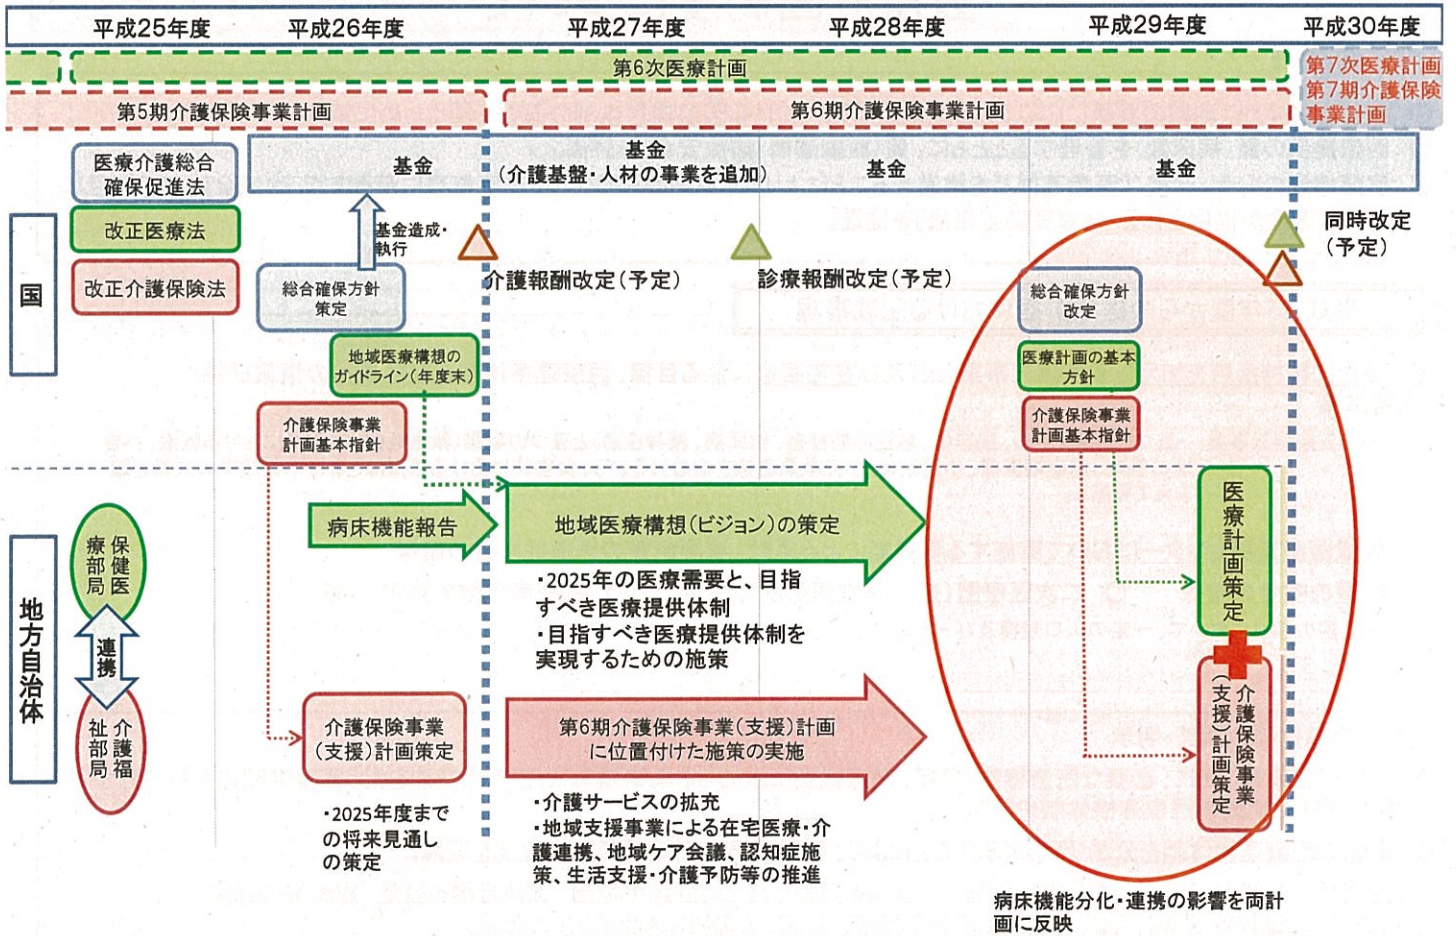 平成25年度
平成26年度
平成27年度
平成28年度
平成29年度
平成30年度
第6次医療計画
第7次医療計画
第7期介護保険
事業計画
第5期介護保険事業計画
第6期介護保険事業計画
医療介護総合
確保促進法
改正医療法
改正介護保険法
基金
基金
(介護基盤・人材の事業を追加)
基金
基金
国
基金造成・
執行
介護報酬改定(予定)
診療報酬改定(予定)
同時改定
(予定)
総合確保方針
策定
地域医療構想の
ガイドライン(年度末)
介護保険事業
計画基本指針
総合確保方針
改定
医療計画の基本
方針
介護保険事業
計画基本指針
地方自治体
保健医
療部局
連携
介護福
祉部局
病床機能報告
地域医療構想(ビジョン)の策定
・2025年の医療需要と、目指
すべき医療提供体制
・目指すべき医療提供体制を
実現するための施策
介護保険事業
(支援)計画策定
・2025年度まで
の将来見通し
の策定
第6期介護保険事業(支援)計画
に位置付けた施策の実施
・介護サービスの拡充
・地域支援事業による在宅医療・介
護連携、地域ケア会議、認知症施
策、生活支援・介護予防等の推進
医療計画策定
介護保険事業
(支援)計画策定
病床機能分化・連携の影響を両計
画に反映